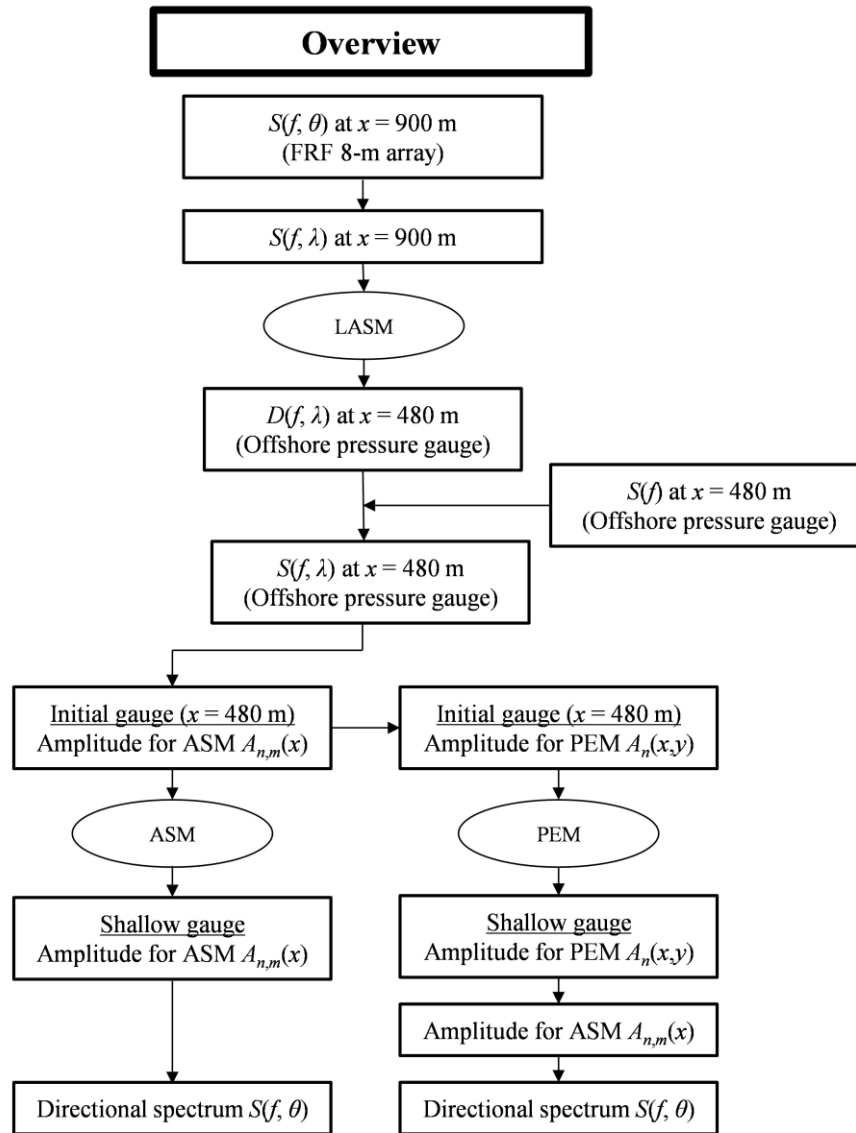 Overview
S(f, θ) at x = 900 m
(FRF 8-m array)
S(f, λ) at x = 900 m
LASM
D(f, λ) at x = 480 m
(Offshore pressure gauge)
S(f) at x = 480 m
(Offshore pressure gauge)
S(f, λ) at x = 480 m
(Offshore pressure gauge)
Initial gauge (x = 480 m)
Amplitude for ASM Aₙ,ₘ(x)
Initial gauge (x = 480 m)
Amplitude for PEM Aₙ(x,y)
ASM
PEM
Shallow gauge
Amplitude for ASM Aₙ,ₘ(x)
Shallow gauge
Amplitude for PEM Aₙ(x,y)
Amplitude for ASM Aₙ,ₘ(x)
Directional spectrum S(f, θ)
Directional spectrum S(f, θ)